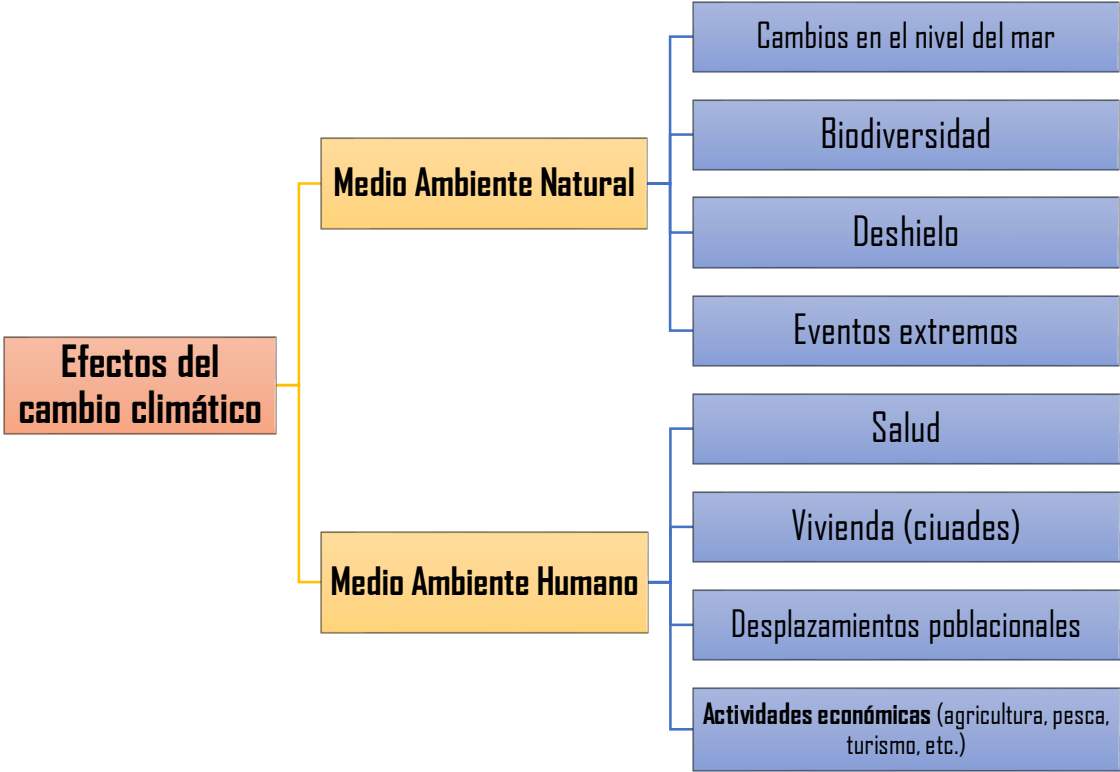 Efectos del
cambio climático
Medio Ambiente Natural
Cambios en el nivel del mar
Biodiversidad
Deshielo
Eventos extremos
Medio Ambiente Humano
Salud
Vivienda (ciuades)
Desplazamientos poblacionales
Actividades económicas (agricultura, pesca,
turismo, etc.)